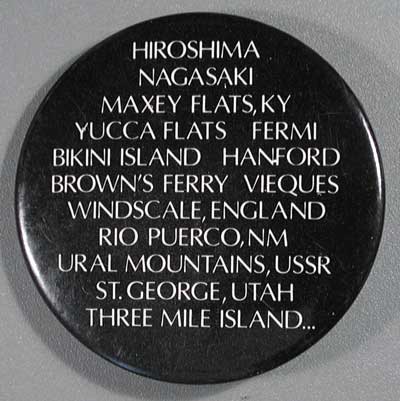 HIROSHIMA
NAGASAKI
MAXEY FLATS, KY
YUCCA FLATS FERMI
BIKINI ISLAND HANFORD
BROWN'S FERRY VIEQUES
WINDSCALE, ENGLAND
RIO PUERCO, NM
URAL MOUNTAINS, USSR
ST. GEORGE, UTAH
THREE MILE ISLAND...